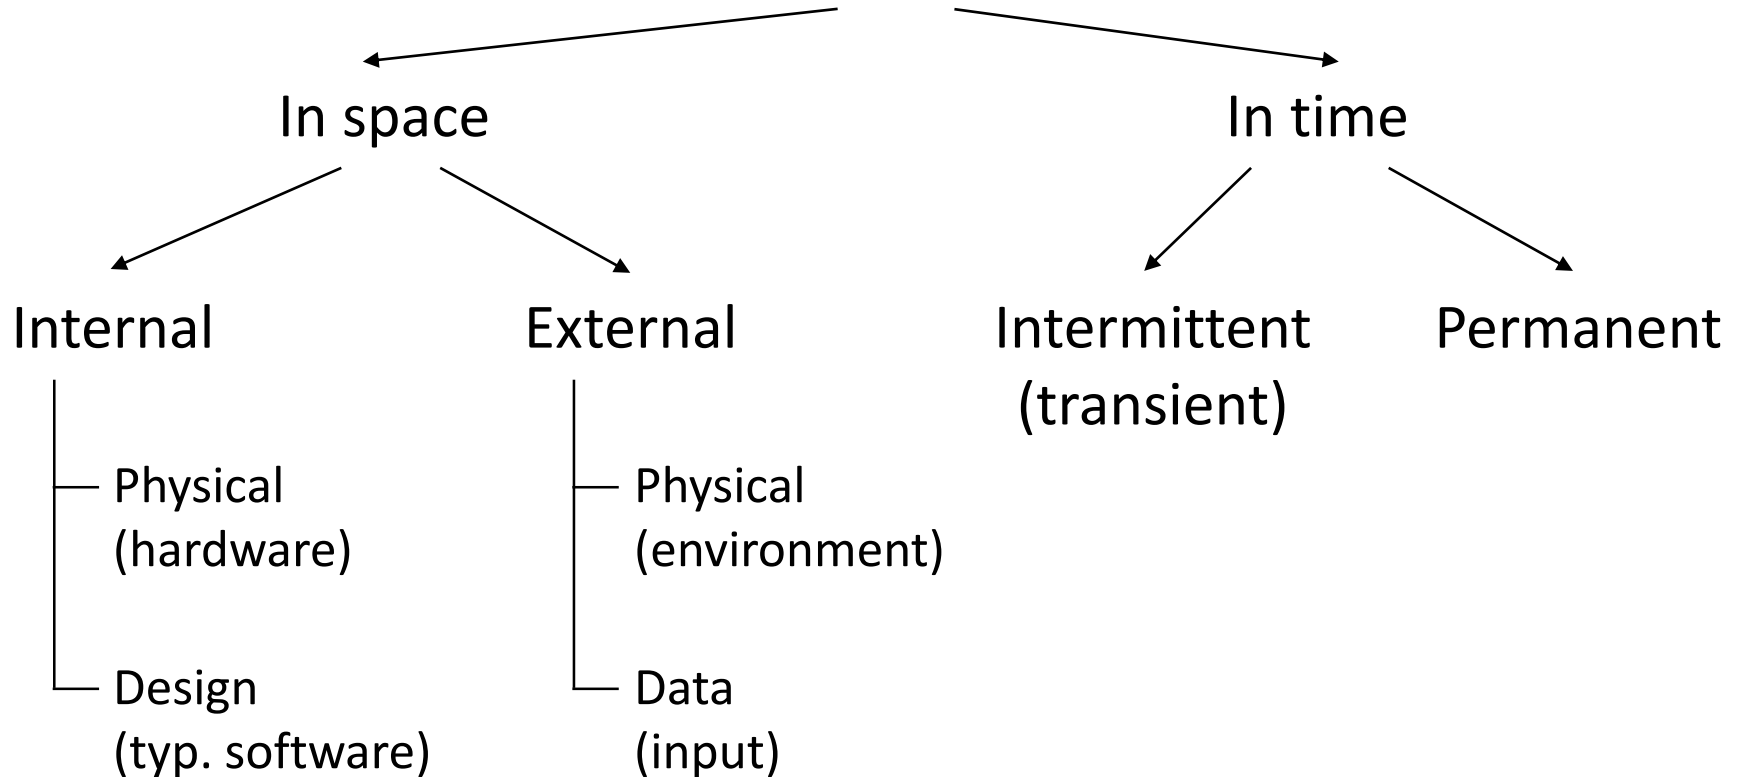 In space
In time
Internal
External
Intermittent
(transient)
Permanent
Physical
(hardware)
Design
(typ. software)
Physical
(environment)
Data
(input)